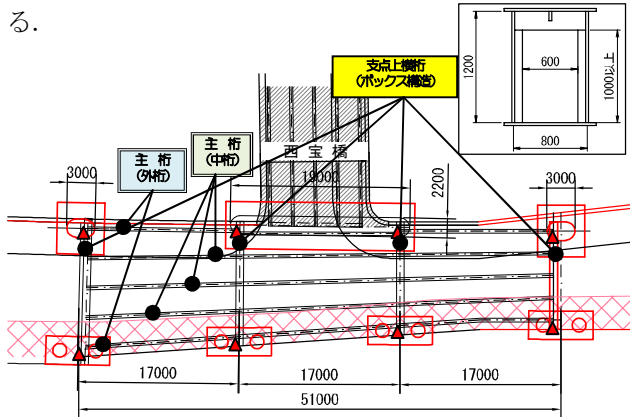 る.
支点上横桁
(ボックス構造)
1200
600
1000以上
800
主 桁
(外桁)
主 桁
(中桁)
西宝橋
3000
19000
2200
3000
17000
17000
17000
51000